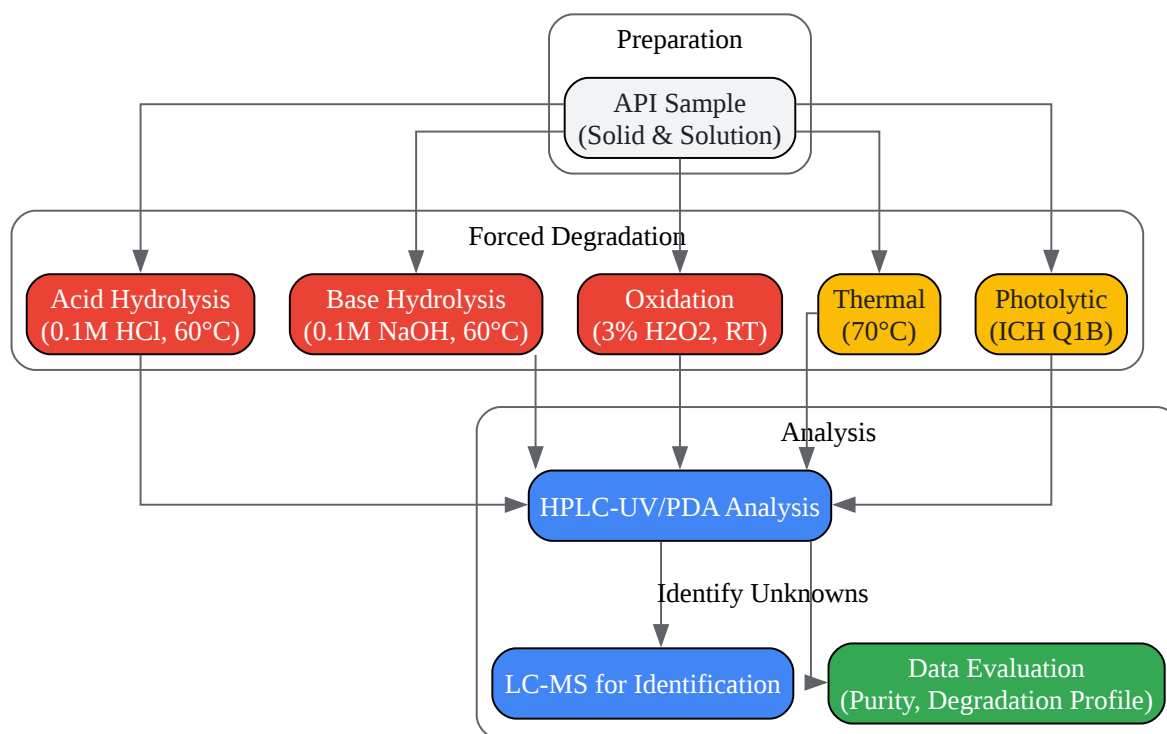 Preparation
API Sample
(Solid & Solution)
Forced Degradation
Acid Hydrolysis
(0.1M HCl, 60°C)
Base Hydrolysis
(0.1M NaOH, 60°C)
Oxidation
(3% H2O2, RT)
Thermal
(70°C)
Photolytic
(ICH Q1B)
Analysis
HPLC-UV/PDA Analysis
Identify Unknowns
LC-MS for Identification
Data Evaluation
(Purity, Degradation Profile)